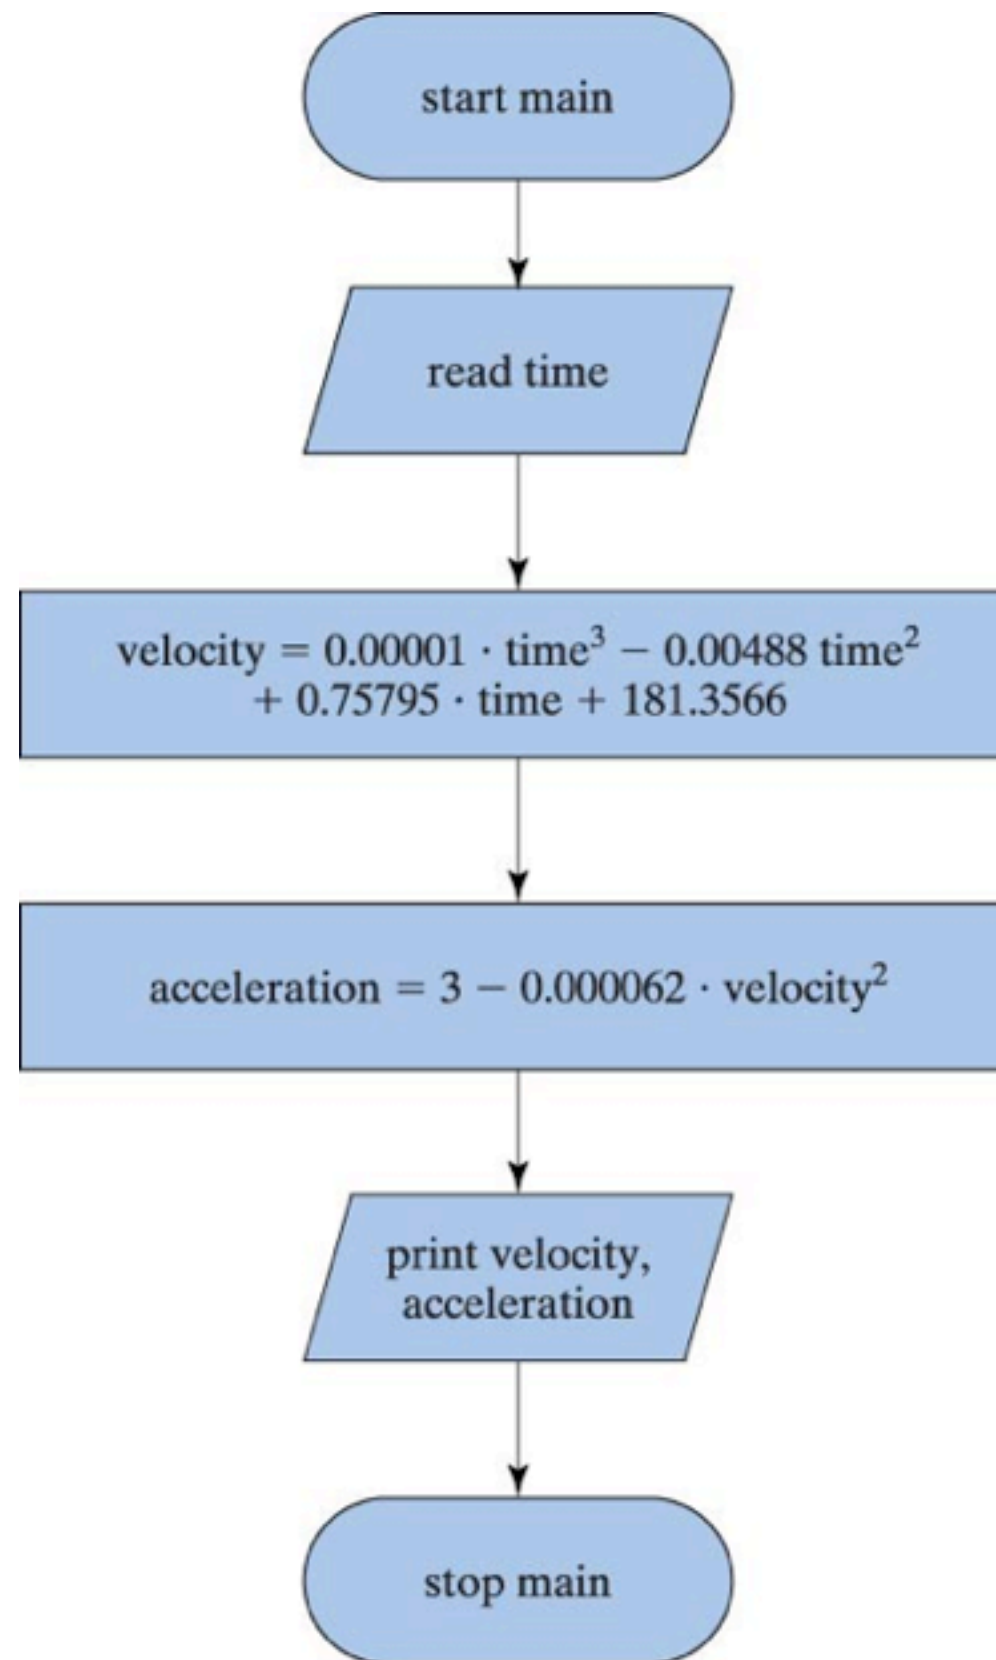 start main
read time
velocity = 0.00001 · time³ − 0.00488 time²
+ 0.75795 · time + 181.3566
acceleration = 3 − 0.000062 · velocity²
print velocity,
acceleration
stop main